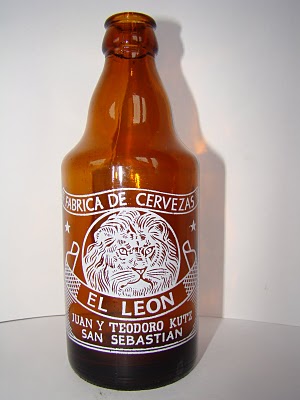 FABRICA DE CERVEZAS
EL LEON
JUAN Y TEODORO KUTZ
SAN SEBASTIAN